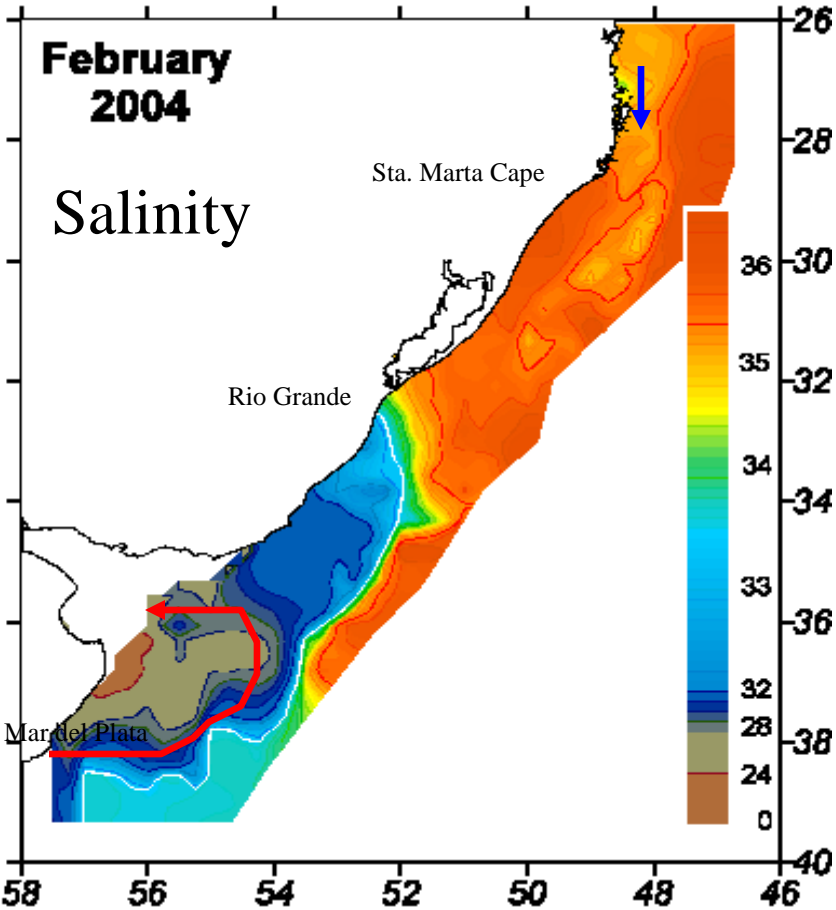 February
2004
Salinity
Sta. Marta Cape
Rio Grande
Mar del Plata
26
28
30
32
34
36
38
40
36
35
34
33
32
28
24
0
58 56 54 52 50 48 46